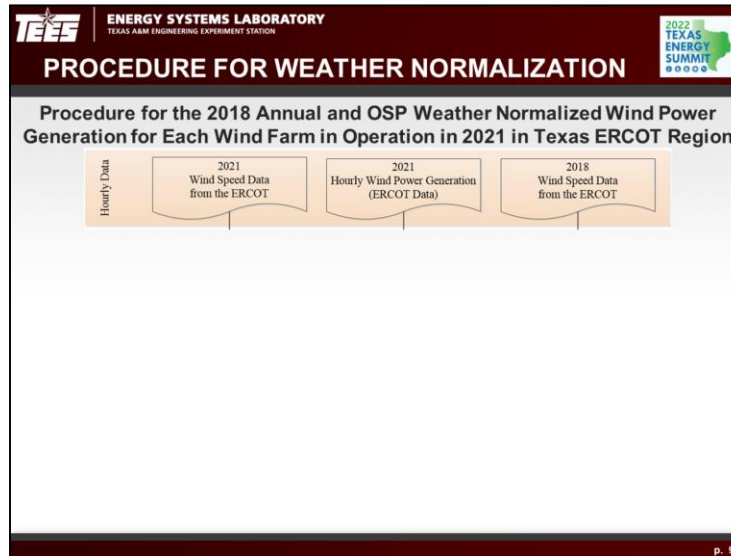 TEES
ENERGY SYSTEMS LABORATORY
TEXAS A&M ENGINEERING EXPERIMENT STATION
2022
TEXAS
ENERGY
SUMMIT
PROCEDURE FOR WEATHER NORMALIZATION
Procedure for the 2018 Annual and OSP Weather Normalized Wind Power
Generation for Each Wind Farm in Operation in 2021 in Texas ERCOT Region
Hourly Data
2021
Wind Speed Data
from the ERCOT
2021
Hourly Wind Power Generation
(ERCOT Data)
2018
Wind Speed Data
from the ERCOT
p. 9